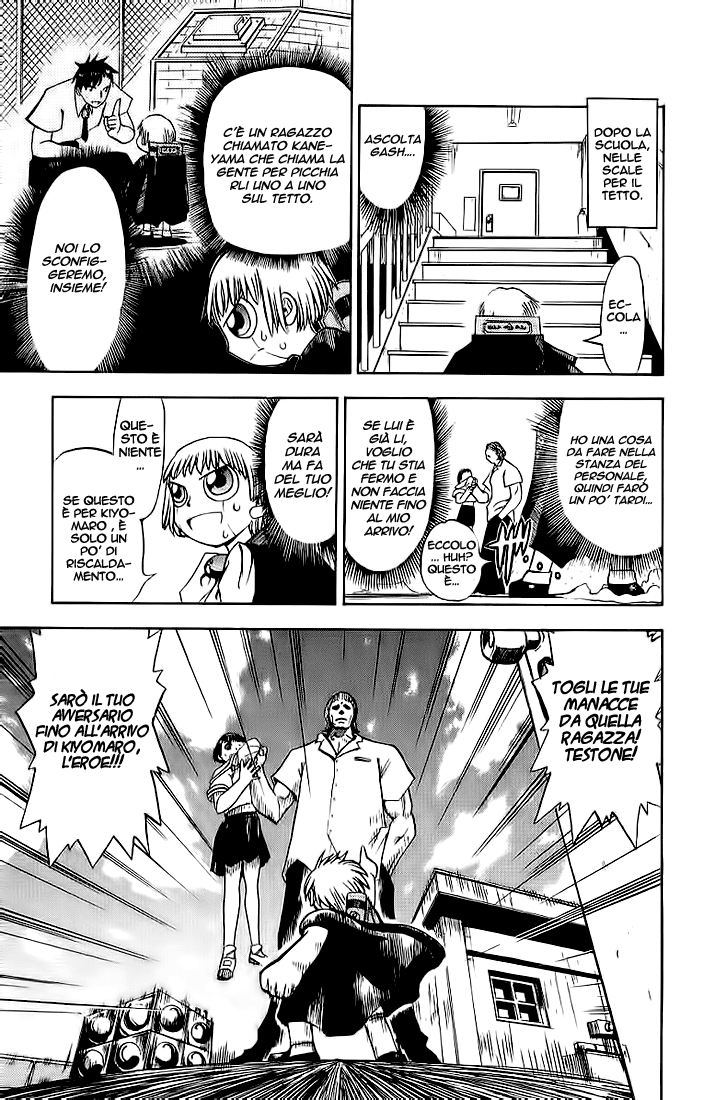 DOPO LA
SCUOLA,
NELLE
SCALE
PER IL
TETTO.
ASCOLTA
GASH....
EC-
COLA
...
C'È UN RAGAZZO
CHIAMATO KANE-
YAMA CHE CHIAMA LA
GENTE PER PICCHIA
RLI UNO A UNO
SUL TETTO.
NOI LO
SCONFIG-
GEREMO,
INSIEME!
HO UNA COSA
DA FARE NELLA
STANZA DEL
PERSONALE,
QUINDI FARÒ
UN PO' TARDI...
SE LUI È
GIÀ LI,
VOGLIO
CHE TU STIA
FERMO E
NON FACCIA
NIENTE FINO
AL MIO
ARRIVO!
ECCOLO
... HUH?
QUESTO
È...
SARÀ
DURA
MA FA
DEL TUO
MEGLIO!
QUE-
STO È
NIENTE
...
SE QUESTO
È PER KIYO-
MARO , È
SOLO UN
PO' DI
RISCALDA-
MENTO...
TOGLI LE TUE
MANACCE
DA QUELLA
RAGAZZA!
TESTONE!
SARÒ IL TUO
AVVERSARIO
FINO ALL'ARRIVO
DI KIYOMARO,
L'EROE!!!